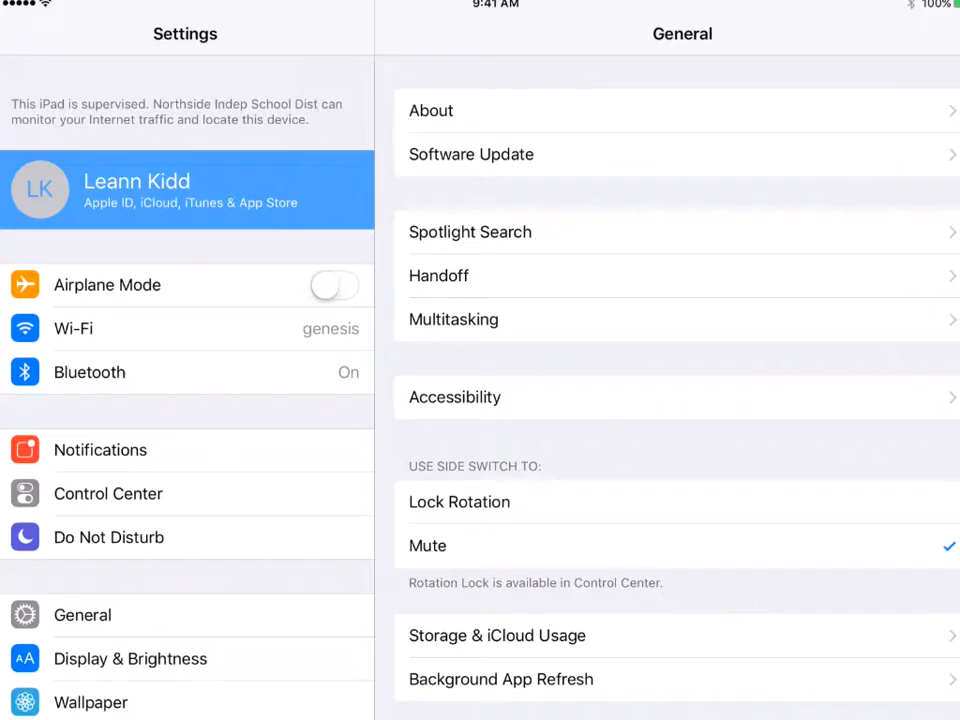 9:41 AM
100%
Settings
General
This iPad is supervised. Northside Indep School Dist can
monitor your Internet traffic and locate this device.
LK
Leann Kidd
Apple ID, iCloud, iTunes & App Store
Airplane Mode
Wi-Fi
genesis
Bluetooth
On
Notifications
Control Center
Do Not Disturb
General
AA
Display & Brightness
Wallpaper
About
Software Update
Spotlight Search
Handoff
Multitasking
Accessibility
USE SIDE SWITCH TO:
Lock Rotation
Mute
Rotation Lock is available in Control Center.
Storage & iCloud Usage
Background App Refresh